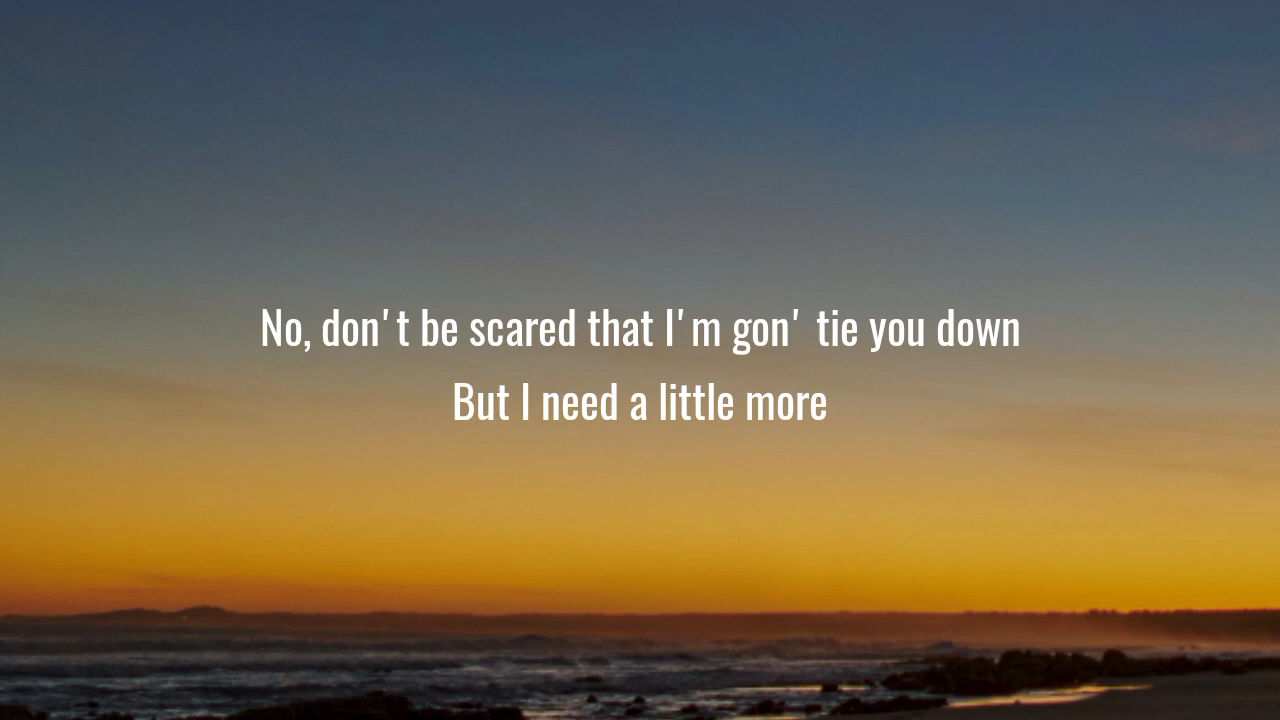 No, don't be scared that I'm gon' tie you down
But I need a little more